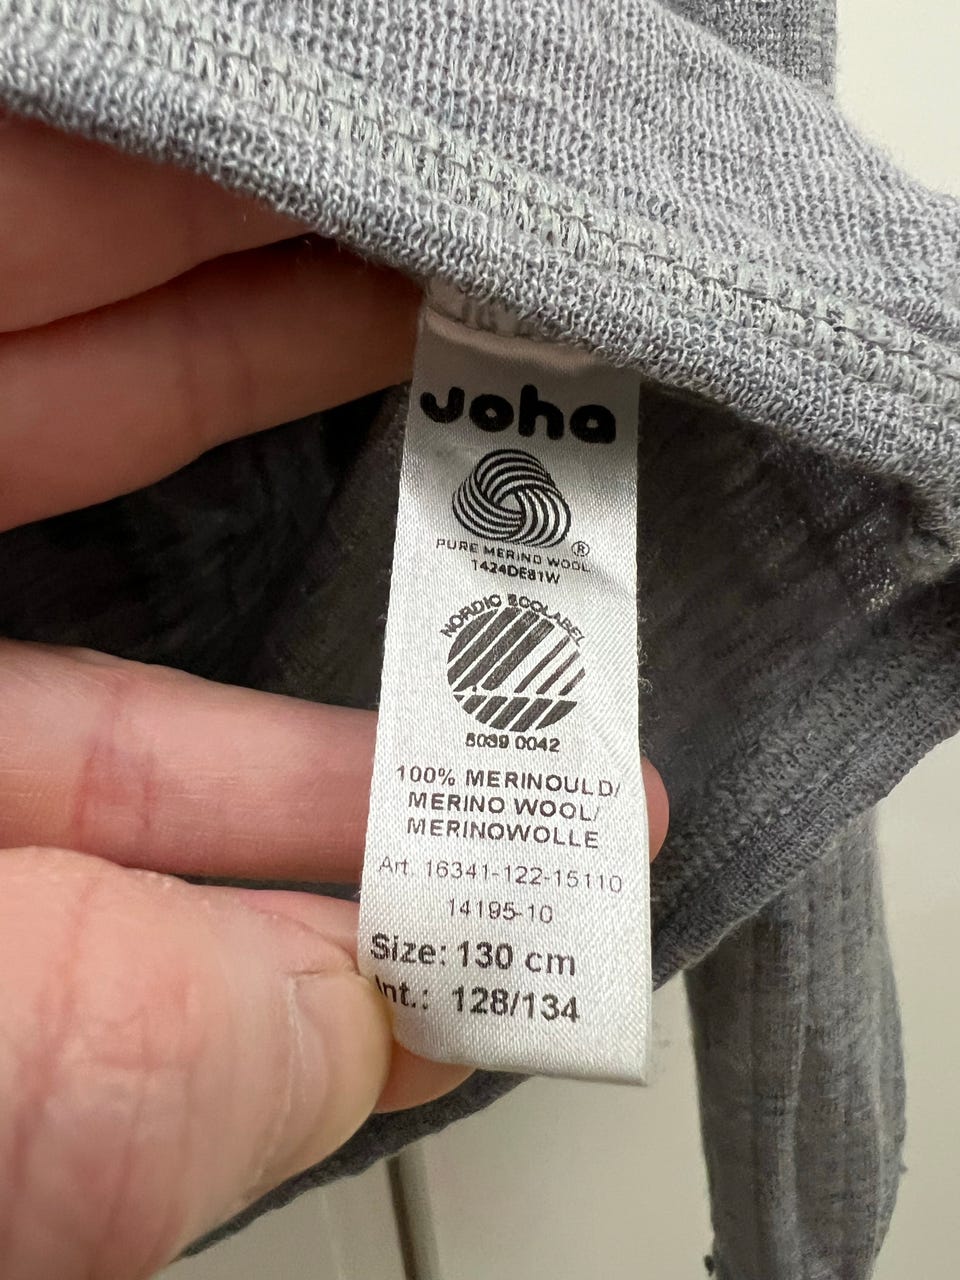 Joha
PURE MERINO WOOL ®
1424DE81W
NORDIC ECOLABEL
5039 0042
100% MERINOULD/
MERINO WOOL/
MERINOWOLLE
Art. 16341-122-15110
14195-10
Size: 130 cm
Int.: 128/134